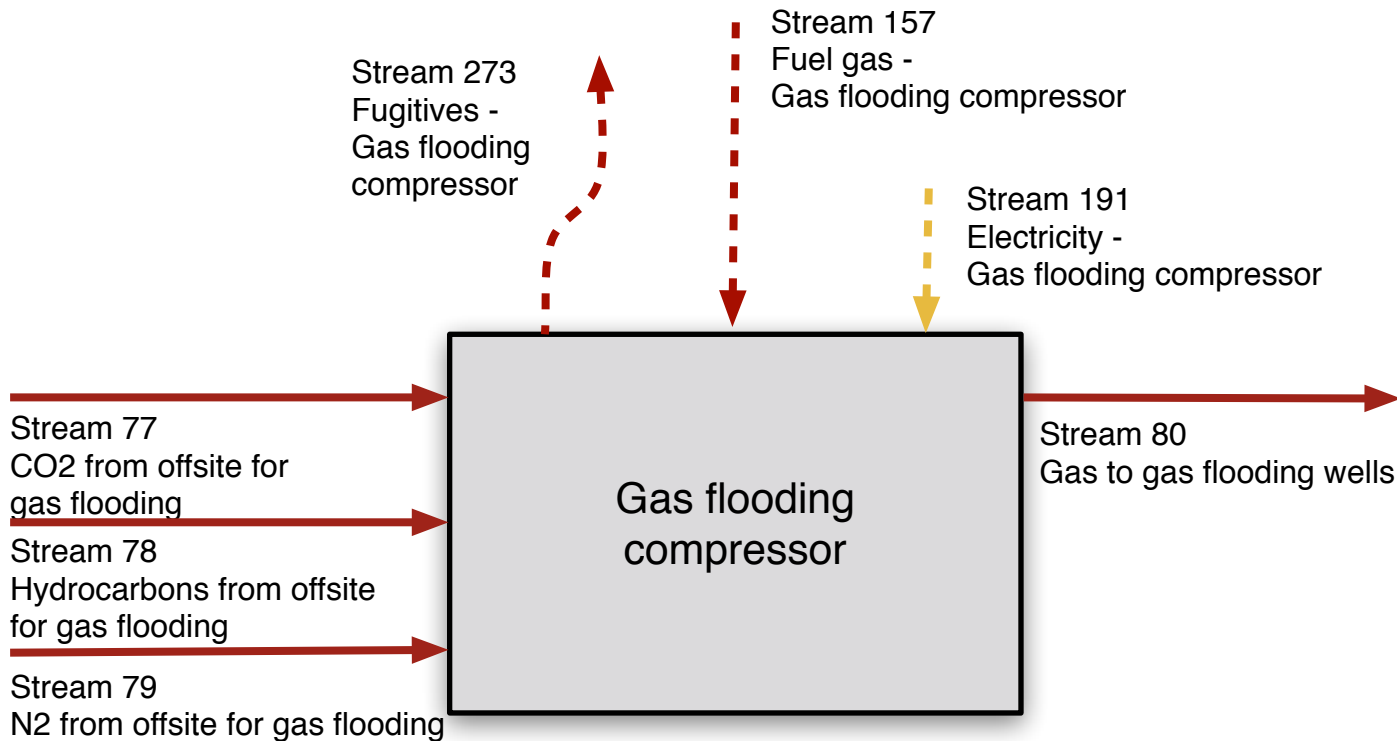 Stream 273
Fugitives -
Gas flooding
compressor
Stream 157
Fuel gas -
Gas flooding compressor
Stream 191
Electricity -
Gas flooding compressor
Stream 77
CO2 from offsite for
gas flooding
Stream 78
Hydrocarbons from offsite
for gas flooding
Stream 79
N2 from offsite for gas flooding
Gas flooding
compressor
Stream 80
Gas to gas flooding wells